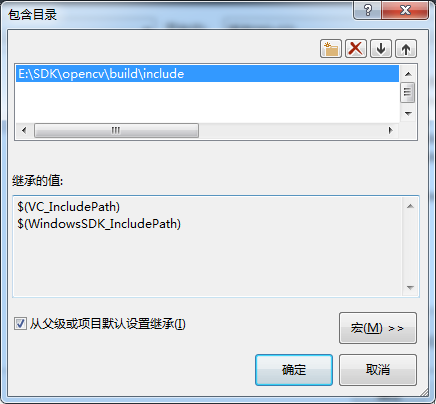 包含目录
E:\SDK\opencv\build\include
继承的值:
$(VC_IncludePath)
$(WindowsSDK_IncludePath)
从父级或项目默认设置继承(I)
宏(M) >>
确定
取消